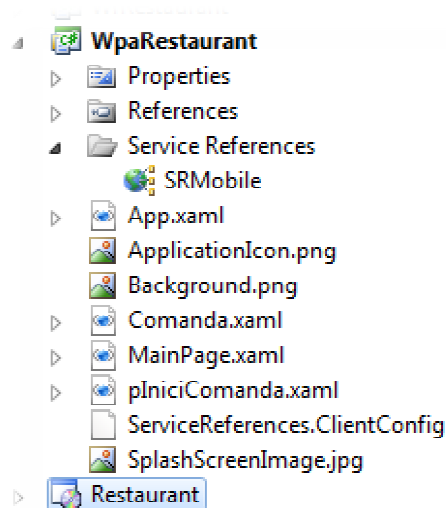 WpaRestaurant
Properties
References
Service References
SRMobile
App.xaml
ApplicationIcon.png
Background.png
Comanda.xaml
MainPage.xaml
pIniciComanda.xaml
ServiceReferences.ClientConfig
SplashScreenImage.jpg
Restaurant